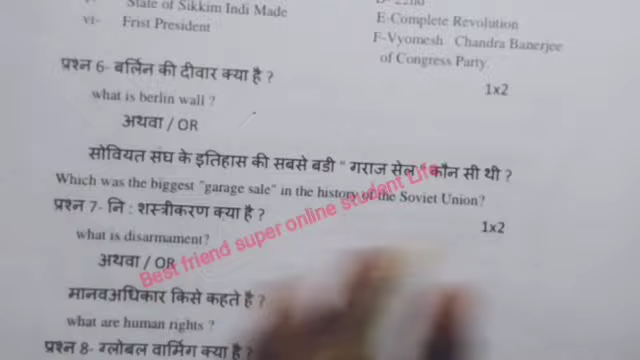 State of Sikkim Indi Made
vi- Frist President
E-Complete Revolution
F-Vyomesh Chandra Banerjee
of Congress Party
प्रश्न 6- बर्लिन की दीवार क्या है ?
1x2
what is berlin wall ?
अथवा / OR
सोवियत संघ के इतिहास की सबसे बडी " गराज सेल " कौन सी थी ?
Which was the biggest "garage sale" in the history of the Soviet Union?
प्रश्न 7- नि : शस्त्रीकरण क्या है ?
1x2
what is disarmament?
अथवा / OR
Best friend super online student Life
मानवअधिकार किसे कहते है ?
what are human rights ?
प्रश्न 8- ग्लोबल वार्मिंग क्या है ?